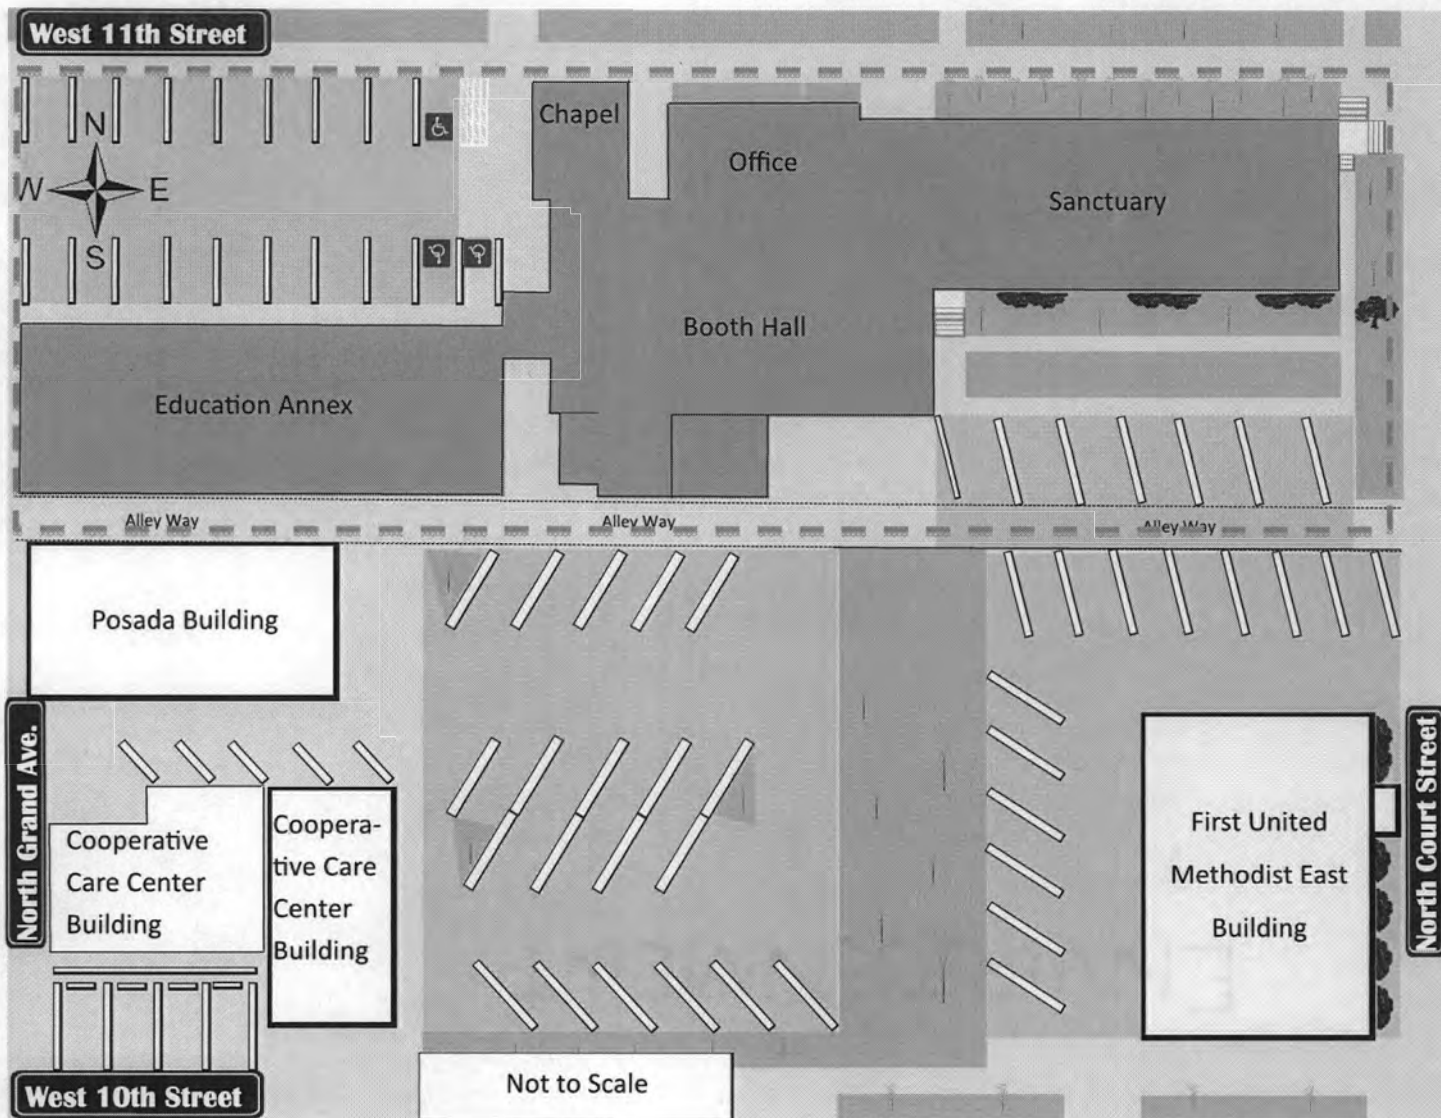 West 11th Street
Chapel
Office
Sanctuary
N
W E
S
Booth Hall
Education Annex
Alley Way Alley Way Alley Way
Posada Building
North Grand Ave.
Cooperative
Care Center
Building
Coopera-
tive Care
Center
Building
First United
Methodist East
Building
North Court Street
West 10th Street
Not to Scale